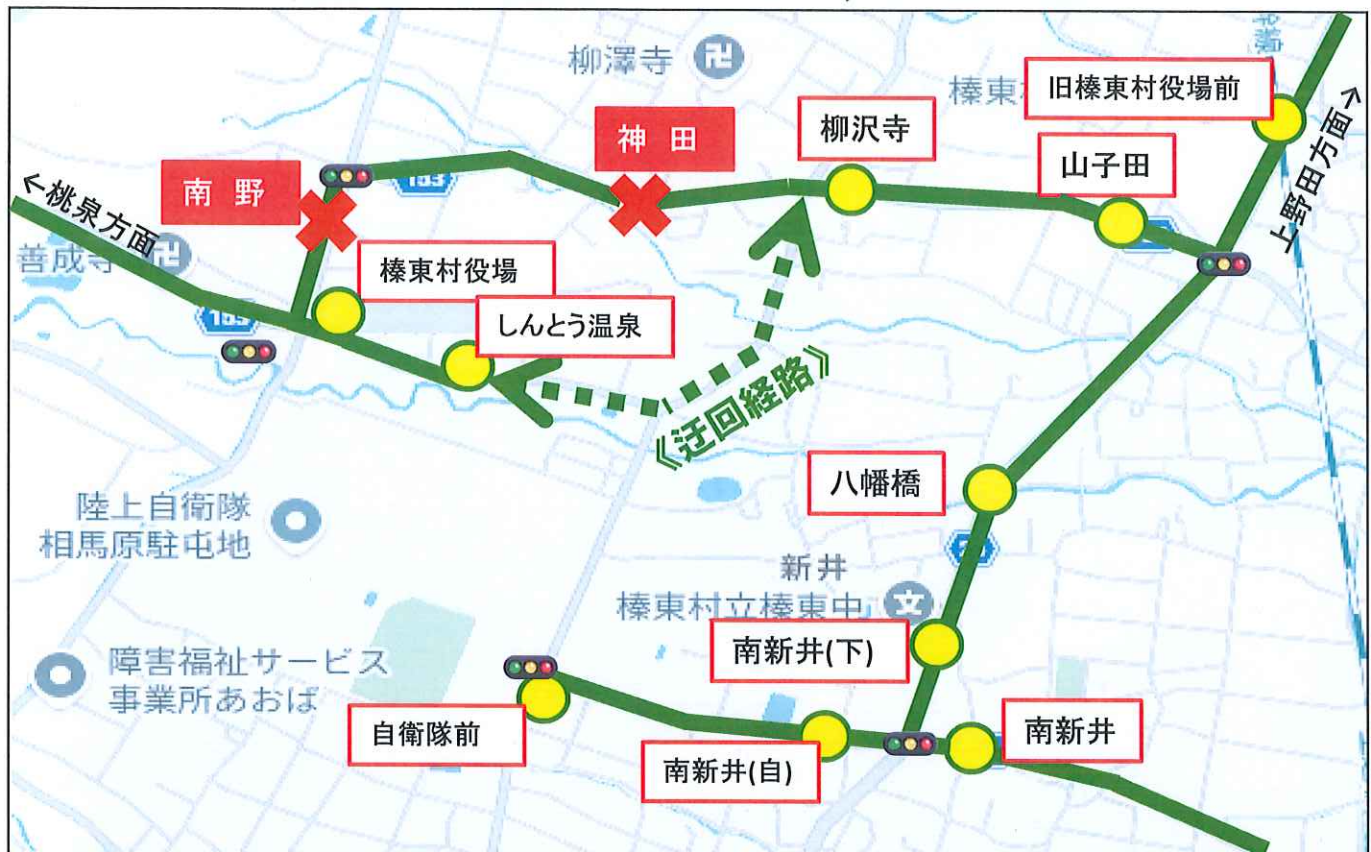 柳澤寺
幹線
榛東
旧榛東村役場前
神 田
柳沢寺
山子田
上野田方面→
南 野
153
←桃泉方面
善成寺
榛東村役場
しんとう温泉
153
《迂回経路》
八幡橋
陸上自衛隊
相馬原駐屯地
新井
榛東村立榛東中
文
南新井(下)
障害福祉サービス
事業所あおば
自衛隊前
南新井(自)
南新井